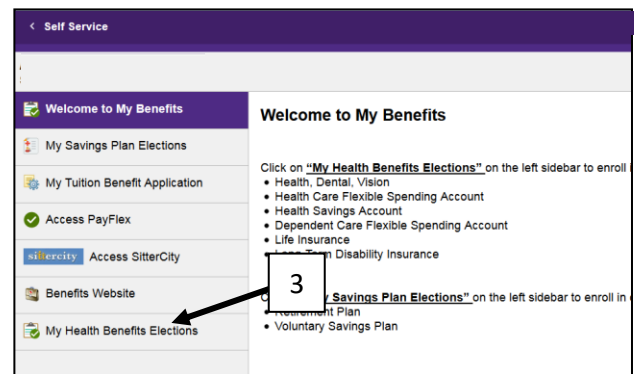 < Self Service
Welcome to My Benefits
My Savings Plan Elections
My Tuition Benefit Application
Access PayFlex
sittercity Access SitterCity
Benefits Website
My Health Benefits Elections
Welcome to My Benefits
Click on "My Health Benefits Elections" on the left sidebar to enroll
• Health, Dental, Vision
• Health Care Flexible Spending Account
• Health Savings Account
• Dependent Care Flexible Spending Account
• Life Insurance
Disability Insurance
3
Savings Plan Elections" on the left sidebar to enroll in
• Retirement Plan
• Voluntary Savings Plan